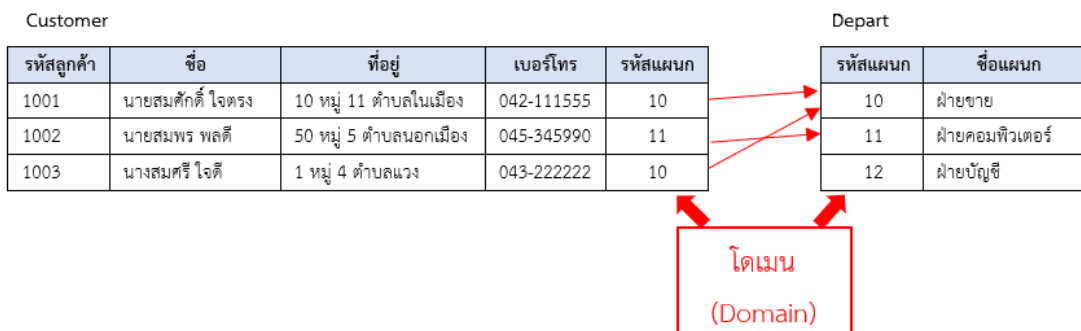 Customer Depart
รหัสลูกค้า ชื่อ ที่อยู่ เบอร์โทร รหัสแผนก รหัสแผนก ชื่อแผนก
1001 นายสมศักดิ์ ใจตรง 10 หมู่ 11 ตำบลในเมือง 042-111555 10 10 ฝ่ายขาย
1002 นายสมพร พลดี 50 หมู่ 5 ตำบลนอกเมือง 045-345990 11 11 ฝ่ายคอมพิวเตอร์
1003 นางสมศรี ใจดี 1 หมู่ 4 ตำบลแวง 043-222222 10 12 ฝ่ายบัญชี
โดเมน
(Domain)